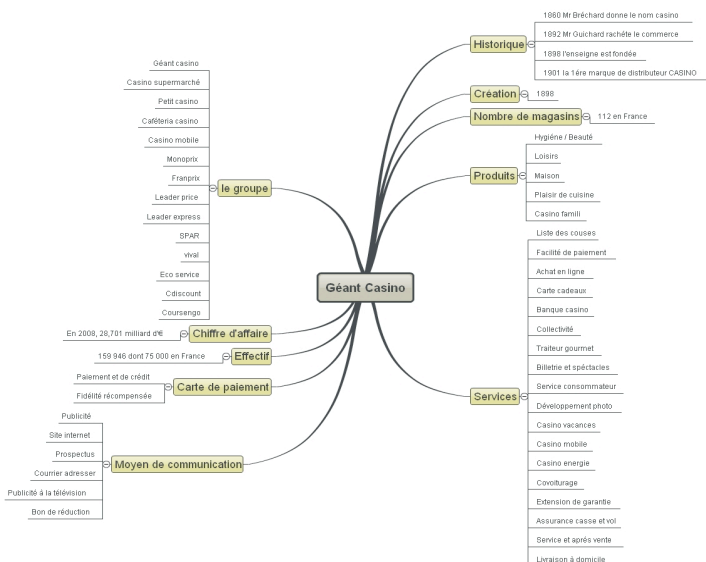 Géant Casino
Historique
1860 Mr Bréchard donne le nom casino
1892 Mr Guichard rachéte le commerce
1898 l'enseigne est fondée
1901 la 1ére marque de distributeur CASINO
Création
1898
Nombre de magasins
112 en France
Produits
Hygiéne / Beauté
Loisirs
Maison
Plaisir de cuisine
Casino famili
Services
Liste des couses
Facilité de paiement
Achat en ligne
Carte cadeaux
Banque casino
Collectivité
Traiteur gourmet
Billetrie et spéctacles
Service consommateur
Développement photo
Casino vacances
Casino mobile
Casino energie
Covoiturage
Extension de garantie
Assurance casse et vol
Service et aprés vente
Livraison á domicile
le groupe
Géant casino
Casino supermarché
Petit casino
Caféteria casino
Casino mobile
Monoprix
Franprix
Leader price
Leader express
SPAR
vival
Eco service
Cdiscount
Coursengo
Chiffre d'affaire
En 2008, 28,701 milliard d'€
Effectif
159 946 dont 75 000 en France
Carte de paiement
Paiement et de crédit
Fidélité récompensée
Moyen de communication
Publicité
Site internet
Prospectus
Courrier adresser
Publicité á la télévision
Bon de réduction